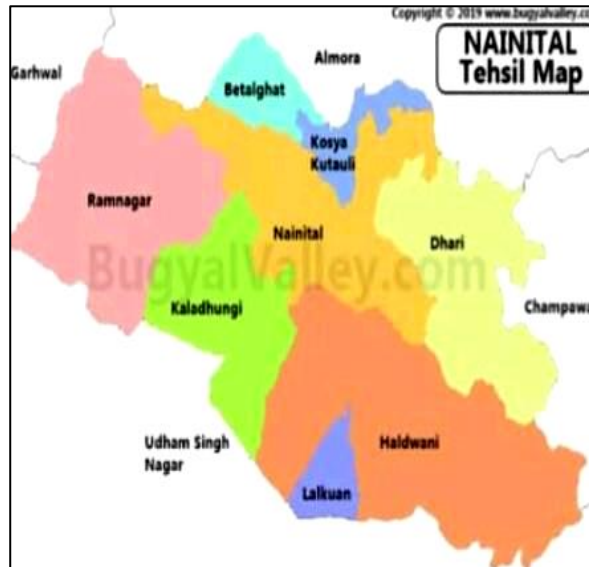 Copyright © 2019 www.bugyalvalley.com
NAINITAL
Tehsil Map
Garhwal
Almora
Betalghat
Kosya
Kutauli
Ramnagar
Nainital
Dhari
BugyalValley.com
Kaladhungi
Champawa
Udham Singh
Nagar
Haldwani
Lalkuan